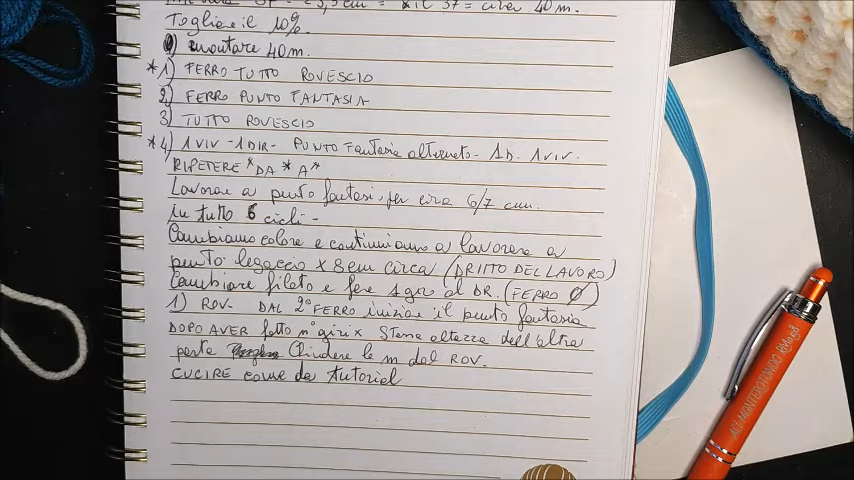 = circa 40 m.
Togliere il 10%
montare 40 m.
*1) FERRO TUTTO ROVESCIO
2) FERRO PUNTO FANTASIA
3) TUTTO ROVESCIO
*4) 1 VIV - 1 DIR - PUNTO Fantasia alternato - 1 D. 1 VIV.
RIPETERE *DA * A*
Lavorare a punto fantasia per circa 6/7 cm.
in tutto 6 cicli -
Cambiamo colore e continuiamo a lavorare a
punto legaccio x 8 cm circa (DRITTO DEL LAVORO)
Cambiare filato e fare 1 giro al DR. (FERRO Ø)
1) ROV. DAL 2° FERRO iniziare il punto fantasia
DOPO AVER fatto n° giri x Stessa altezza dell'altra
parte Chiudere le m dal ROV.
CUCIRE come da tutorial